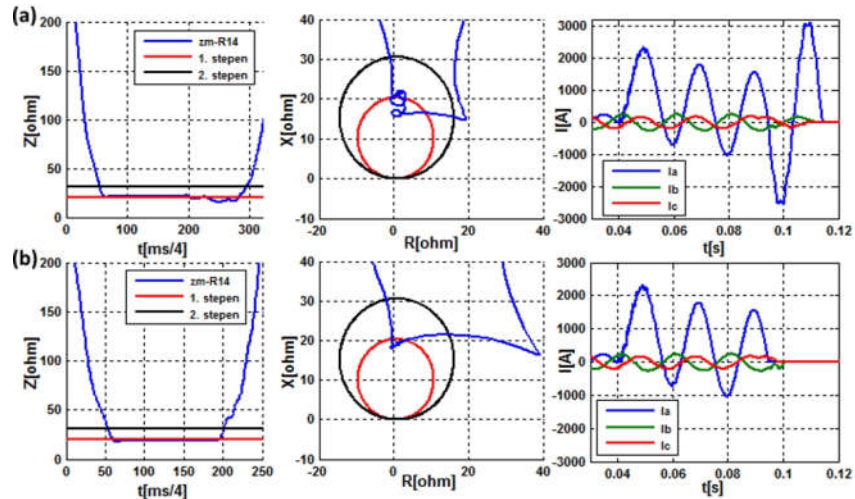 (a)
200
150
100
50
0
Z[ohm]
0 100 200 300
t[ms/4]
zm-R14
1. stepen
2. stepen
40
30
20
10
0
-10
X[ohm]
-20 0 20 40
R[ohm]
3000
2000
1000
0
-1000
2000
3000
I[A]
0.04 0.06 0.08 0.1 0.12
t[s]
Ia
Ib
Ic
(b)
200
150
100
50
0
Z[ohm]
0 50 100 150 200 250
t[ms/4]
zm-R14
1. stepen
2. stepen
40
30
20
10
0
-10
X[ohm]
-20 0 20 40
R[ohm]
3000
2000
1000
0
-1000
-2000
-3000
I[A]
0.04 0.06 0.08 0.1 0.12
t[s]
Ia
Ib
Ic